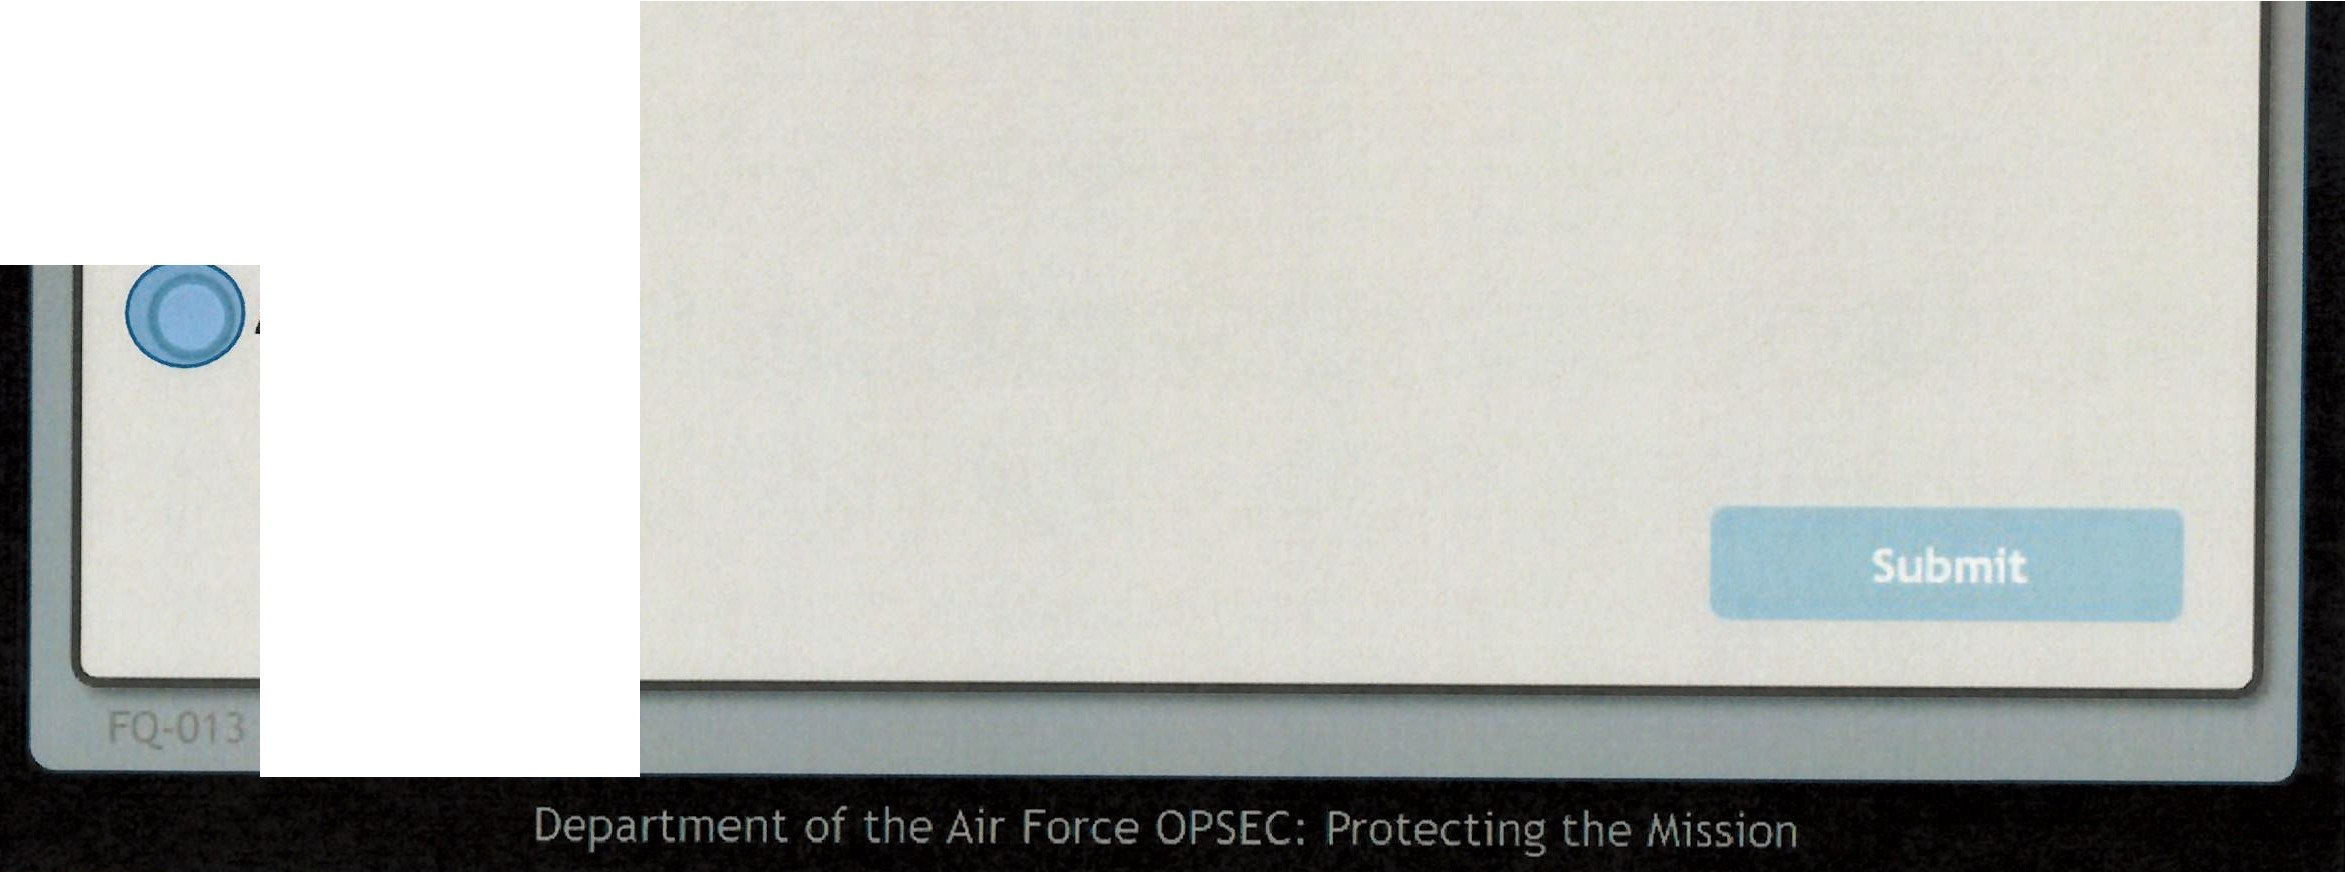 Submit
FQ-013
Department of the Air Force OPSEC: Protecting the Mission